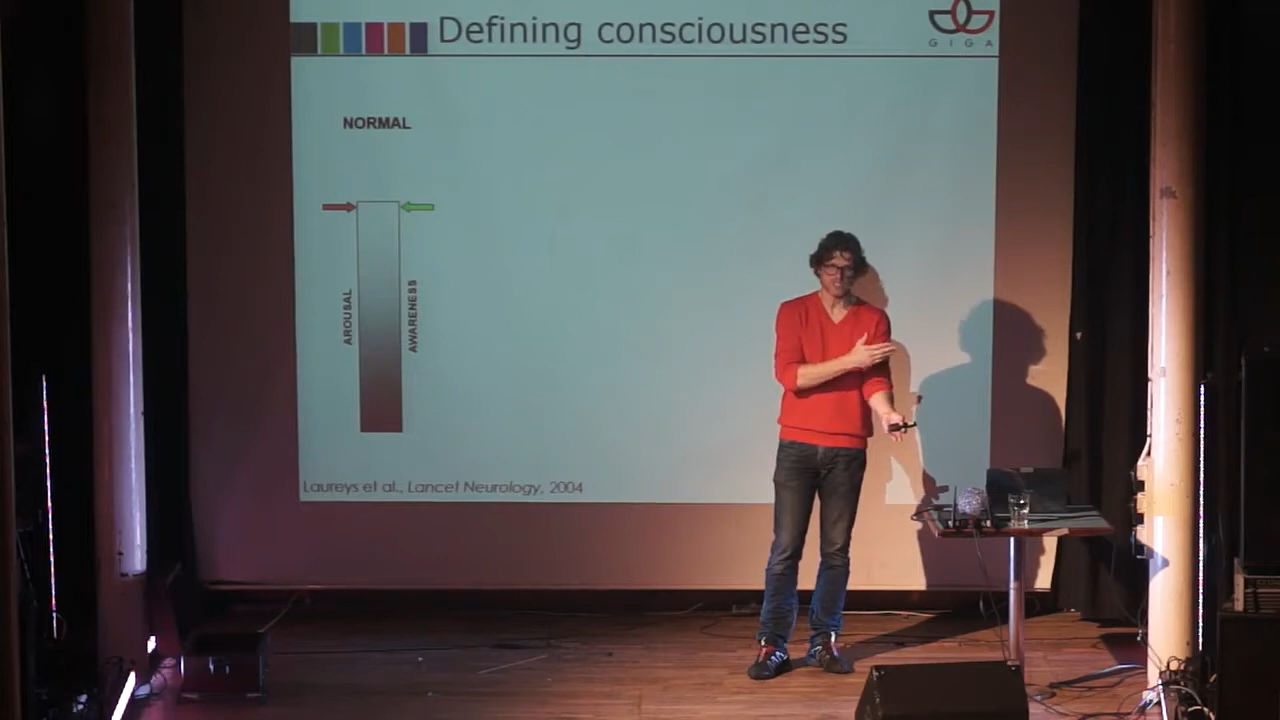 Defining consciousness
GIGA
NORMAL
AROUSAL
AWARENESS
Laureys et al., Lancet Neurology, 2004